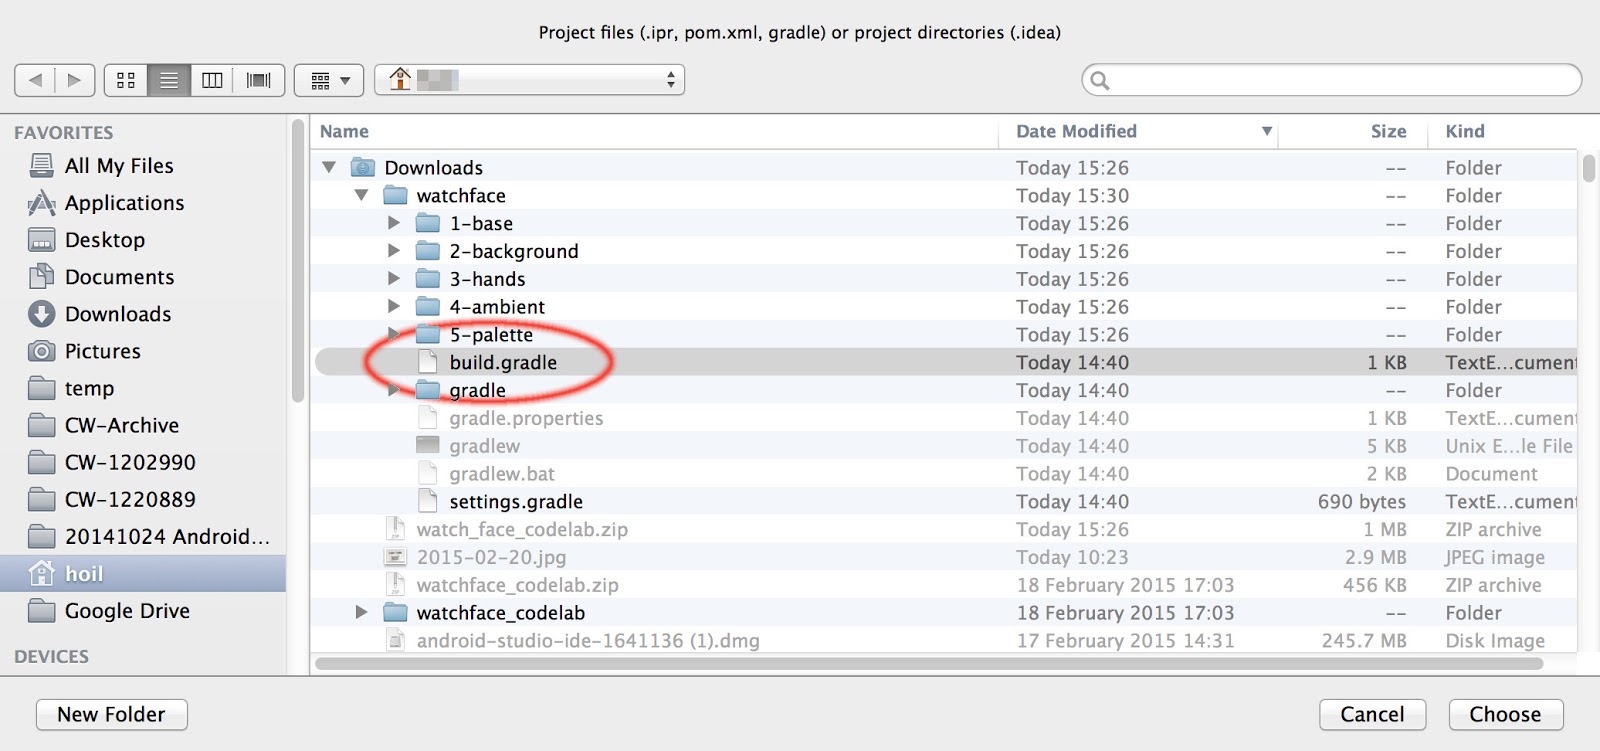 Project files (.ipr, pom.xml, gradle) or project directories (.idea)
FAVORITES
All My Files
Applications
Desktop
Documents
Downloads
Pictures
temp
CW-Archive
CW-1202990
CW-1220889
20141024 Android...
hoil
Google Drive
DEVICES
Name Date Modified Size Kind
Downloads Today 15:26 -- Folder
watchface Today 15:30 -- Folder
1-base Today 15:26 -- Folder
2-background Today 15:26 -- Folder
3-hands Today 15:26 -- Folder
4-ambient Today 15:26 -- Folder
5-palette Today 15:26 -- Folder
build.gradle Today 14:40 1 KB TextE...cument
gradle Today 14:40 -- Folder
gradle.properties Today 14:40 1 KB TextE...cument
gradlew Today 14:40 5 KB Unix E...le File
gradlew.bat Today 14:40 2 KB Document
settings.gradle Today 14:40 690 bytes TextE...cument
watch_face_codelab.zip Today 15:26 1 MB ZIP archive
2015-02-20.jpg Today 10:23 2.9 MB JPEG image
watchface_codelab.zip 18 February 2015 17:03 456 KB ZIP archive
watchface_codelab 18 February 2015 17:03 -- Folder
android-studio-ide-1641136 (1).dmg 17 February 2015 14:31 245.7 MB Disk Image
New Folder Cancel Choose